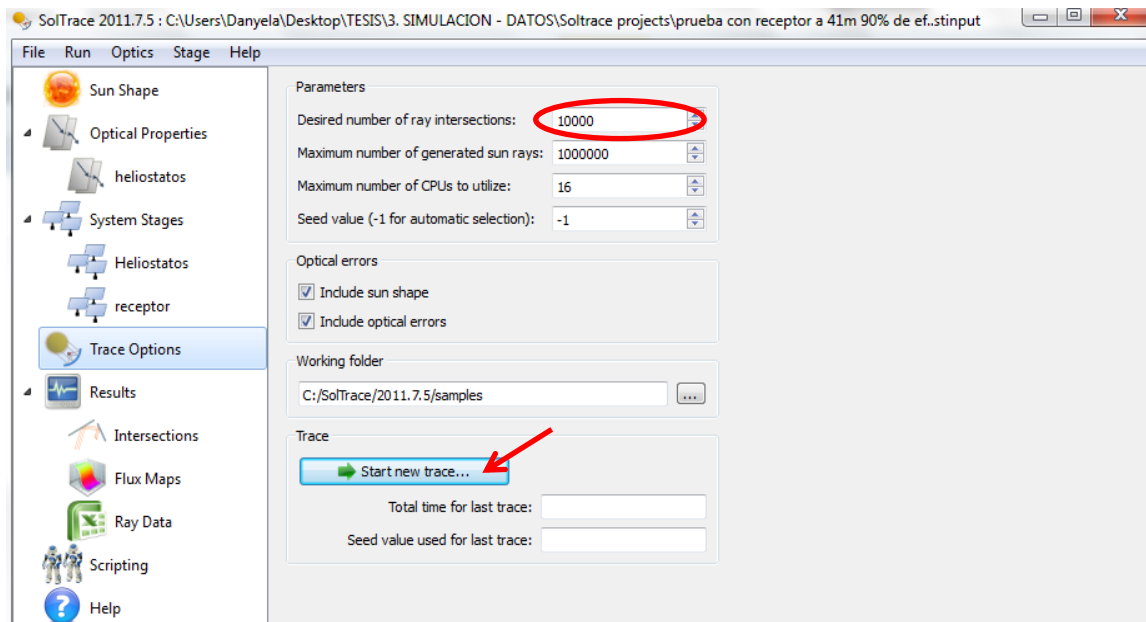 SolTrace 2011.7.5 : C:\Users\Danyela\Desktop\TESIS\3. SIMULACION - DATOS\Soltrace projects\prueba con receptor a 41m 90% de ef..stinput
File Run Optics Stage Help
Sun Shape
Optical Properties
heliostatos
System Stages
Heliostatos
receptor
Trace Options
Results
Intersections
Flux Maps
Ray Data
Scripting
Help
Parameters
Desired number of ray intersections: 10000
Maximum number of generated sun rays: 1000000
Maximum number of CPUs to utilize: 16
Seed value (-1 for automatic selection): -1
Optical errors
Include sun shape
Include optical errors
Working folder
C:/SolTrace/2011.7.5/samples ...
Trace
Start new trace...
Total time for last trace:
Seed value used for last trace: